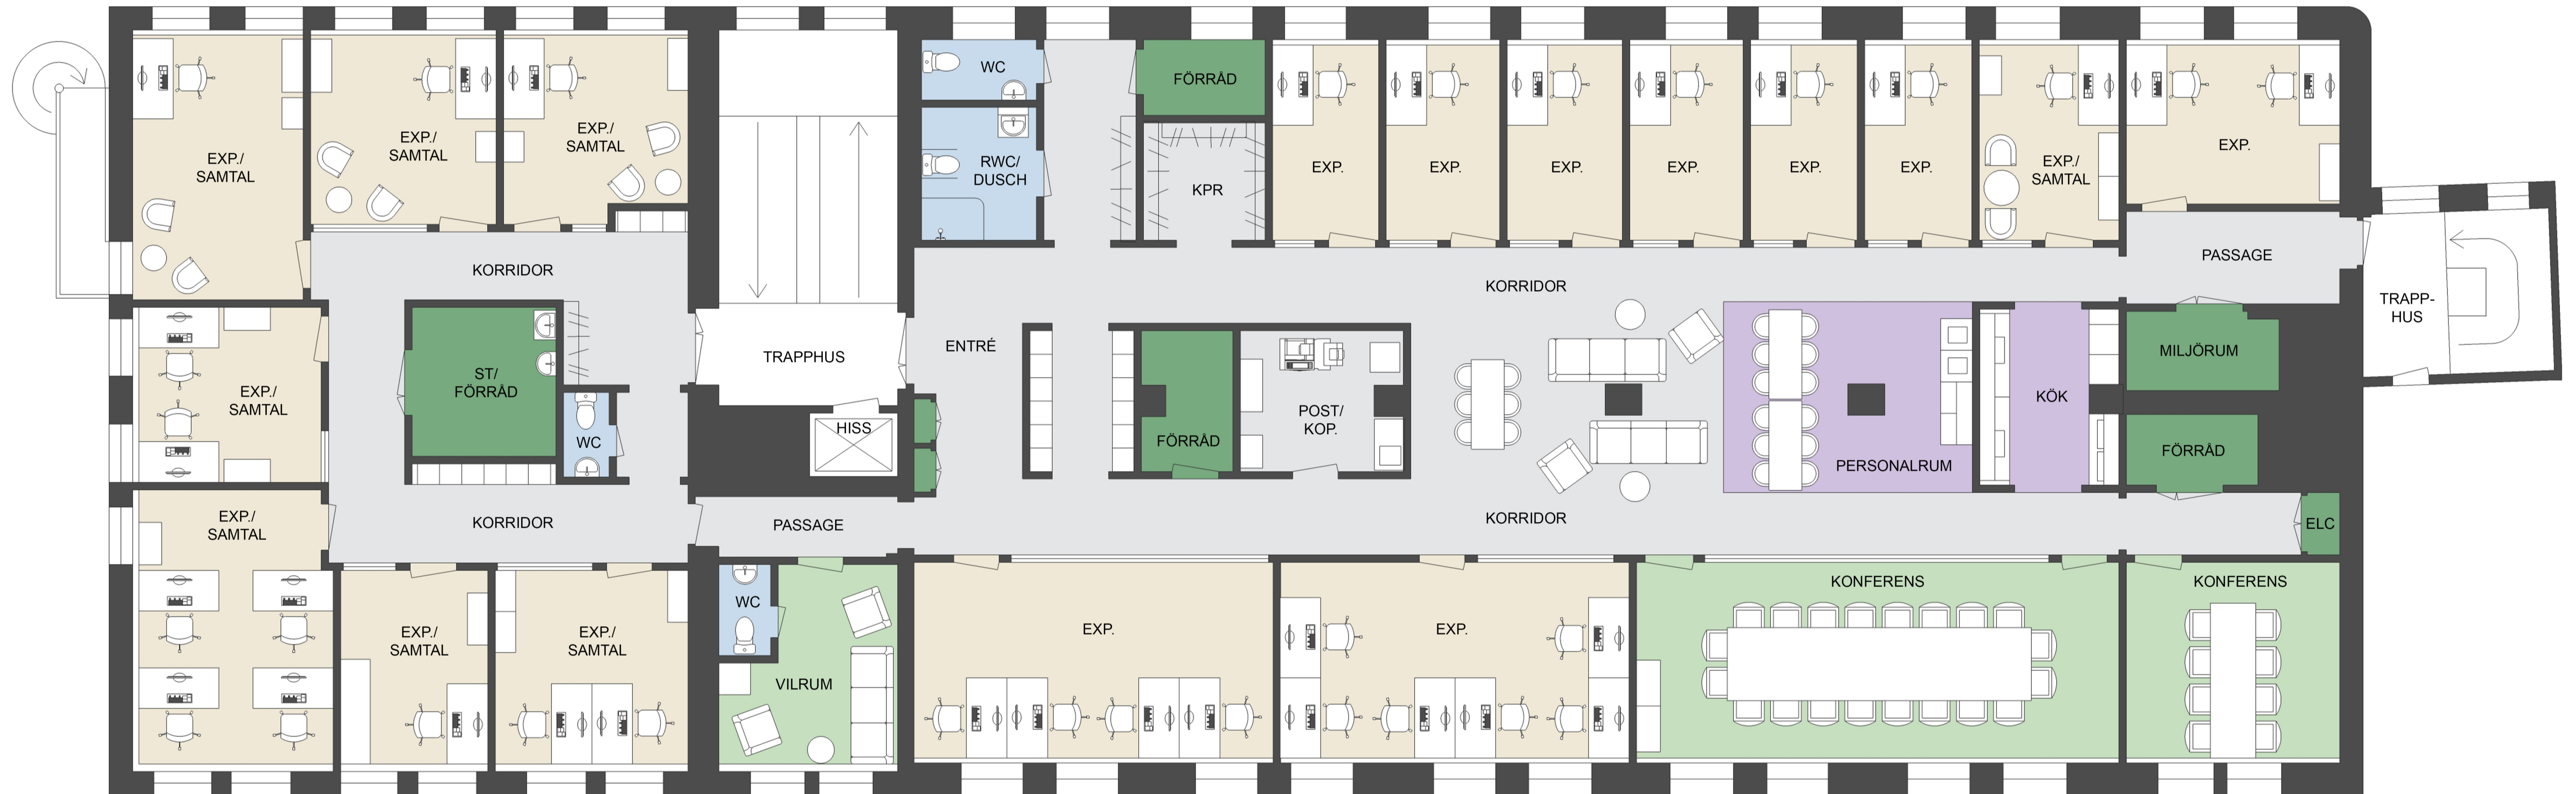 WC
FÖRRÅD
EXP./
SAMTAL
EXP./
SAMTAL
EXP./
SAMTAL
RWC/
DUSCH
KPR
EXP.
EXP.
EXP.
EXP.
EXP.
EXP.
EXP./
SAMTAL
EXP.
KORRIDOR
KORRIDOR
PASSAGE
TRAPP-
HUS
TRAPPHUS
ENTRÉ
MILJÖRUM
ST/
FÖRRÅD
EXP./
SAMTAL
KÖK
WC
HISS
FÖRRÅD
POST/
KOP.
PERSONALRUM
FÖRRÅD
EXP./
SAMTAL
KORRIDOR
PASSAGE
KORRIDOR
ELC
EXP./
SAMTAL
EXP./
SAMTAL
WC
VILRUM
EXP.
EXP.
KONFERENS
KONFERENS